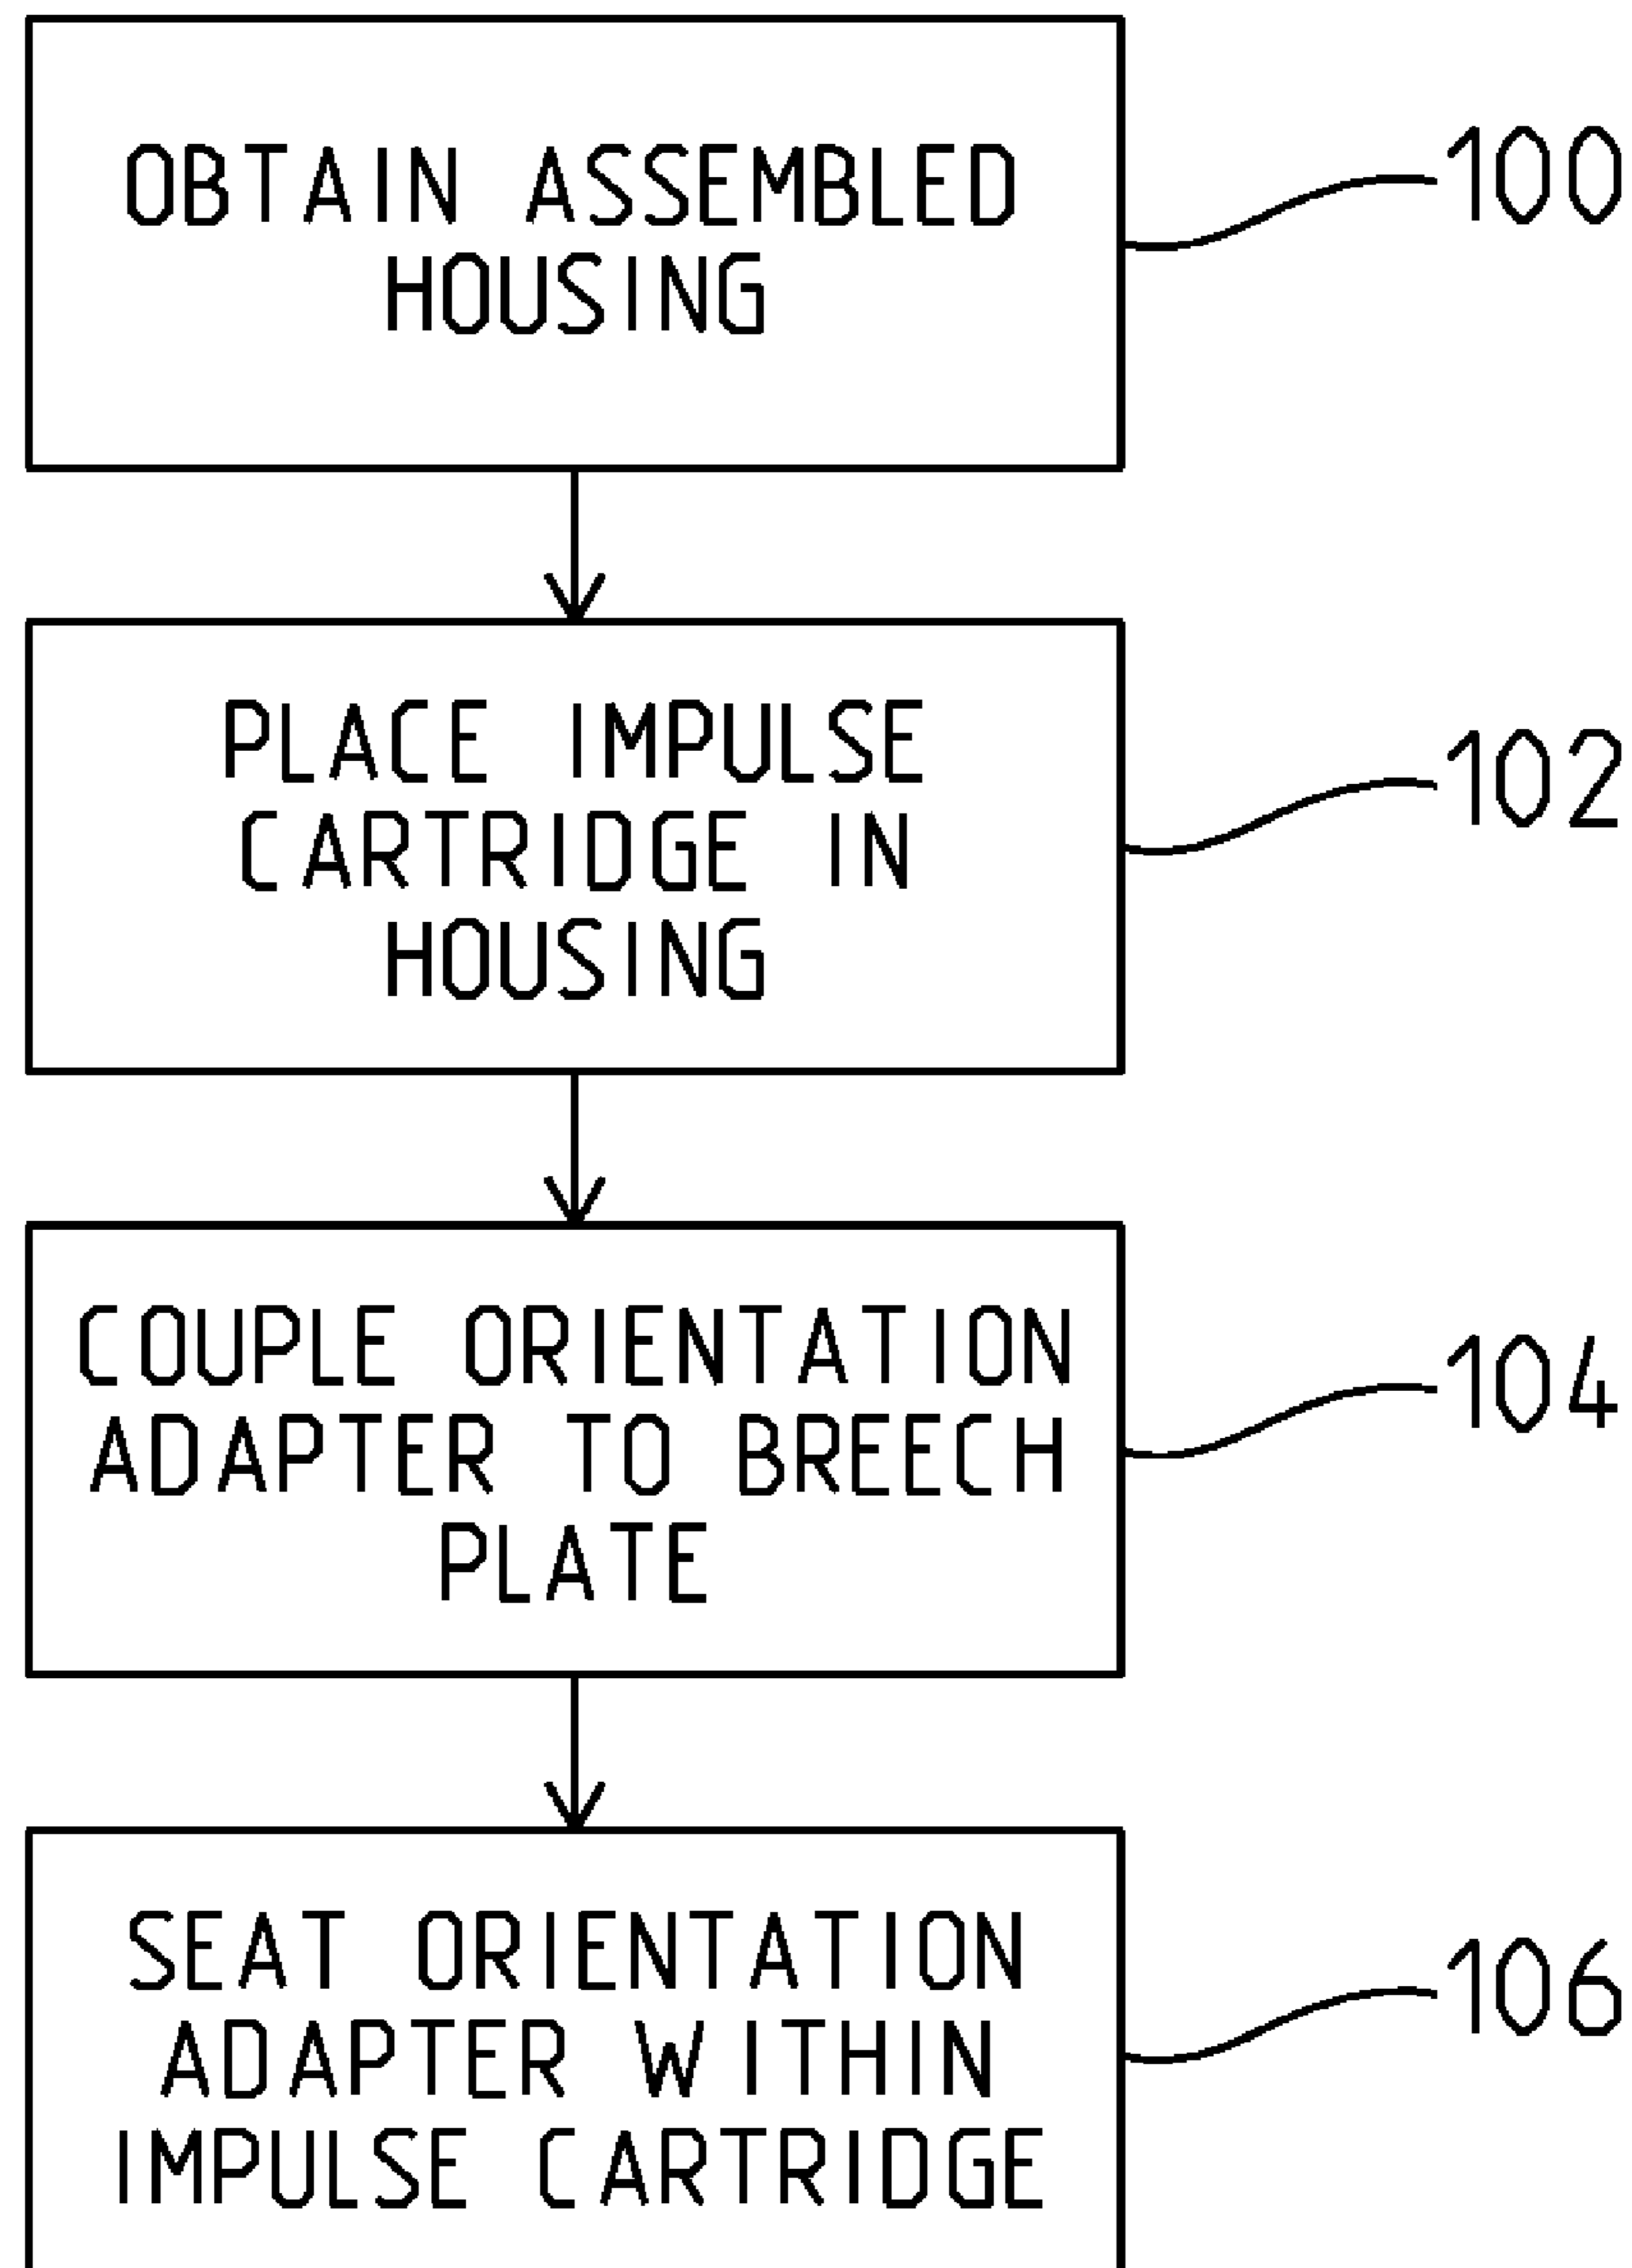 OBTAIN ASSEMBLED
HOUSING
100
PLACE IMPULSE
CARTRIDGE IN
HOUSING
102
COUPLE ORIENTATION
ADAPTER TO BREECH
PLATE
104
SEAT ORIENTATION
ADAPTER WITHIN
IMPULSE CARTRIDGE
106